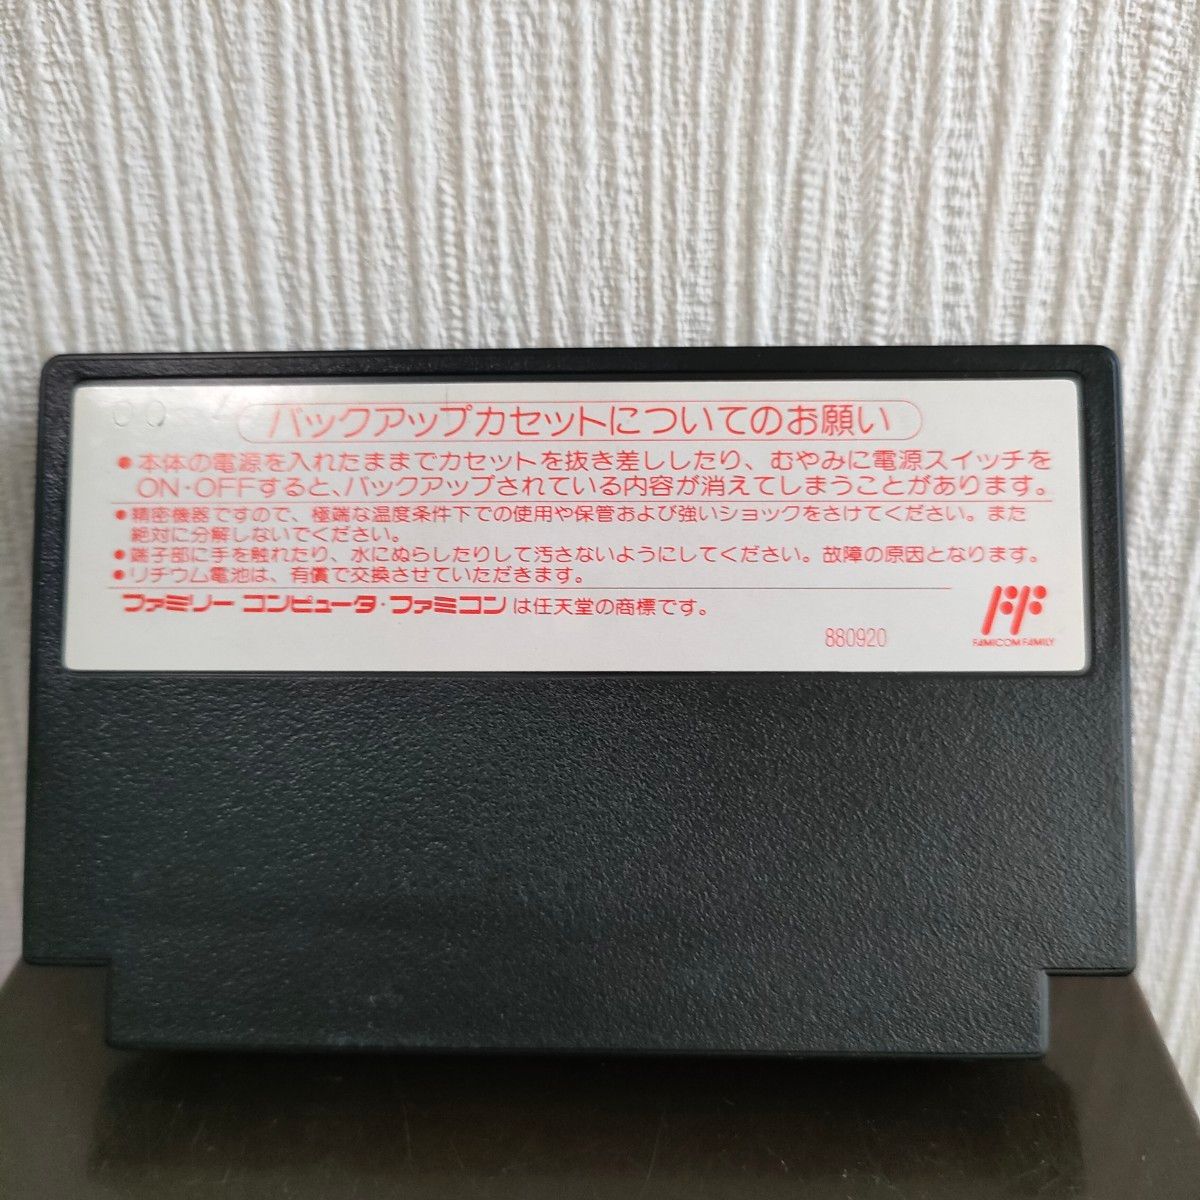 バックアップカセットについてのお願い
●本体の電源を入れたままでカセットを抜き差ししたり、むやみに電源スイッチを
ON・OFFすると、バックアップされている内容が消えてしまうことがあります。
●精密機器ですので、極端な温度条件下での使用や保管および強いショックをさけてください。また
絶対に分解しないでください。
●端子部に手を触れたり、水にぬらしたりして汚さないようにしてください。故障の原因となります。
●リチウム電池は、有償で交換させていただきます。
ファミリーコンピュータ・ファミコンは任天堂の商標です。
880920
FAMICOM FAMILY